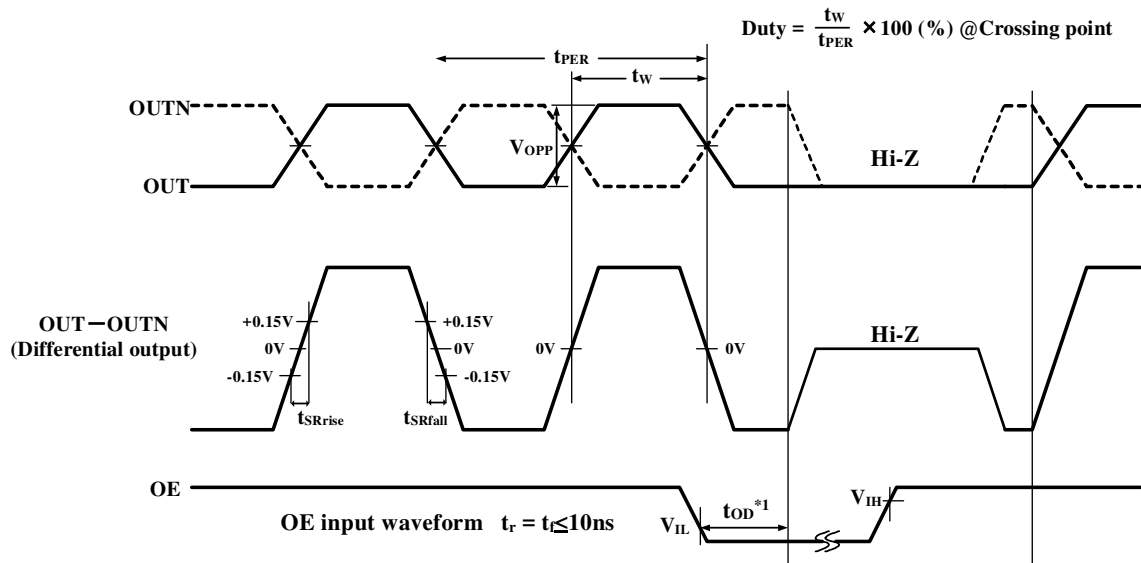 Duty = tW/tPER × 100 (%) @Crossing point
tPER
tW
OUTN
VOPP
Hi-Z
OUT
OUT—OUTN
(Differential output)
+0.15V
0V
-0.15V
tSRrise
+0.15V
0V
-0.15V
tSRfall
0V
0V
Hi-Z
OE
OE input waveform tr = tf≤10ns
VIL
tOD*1
VIH